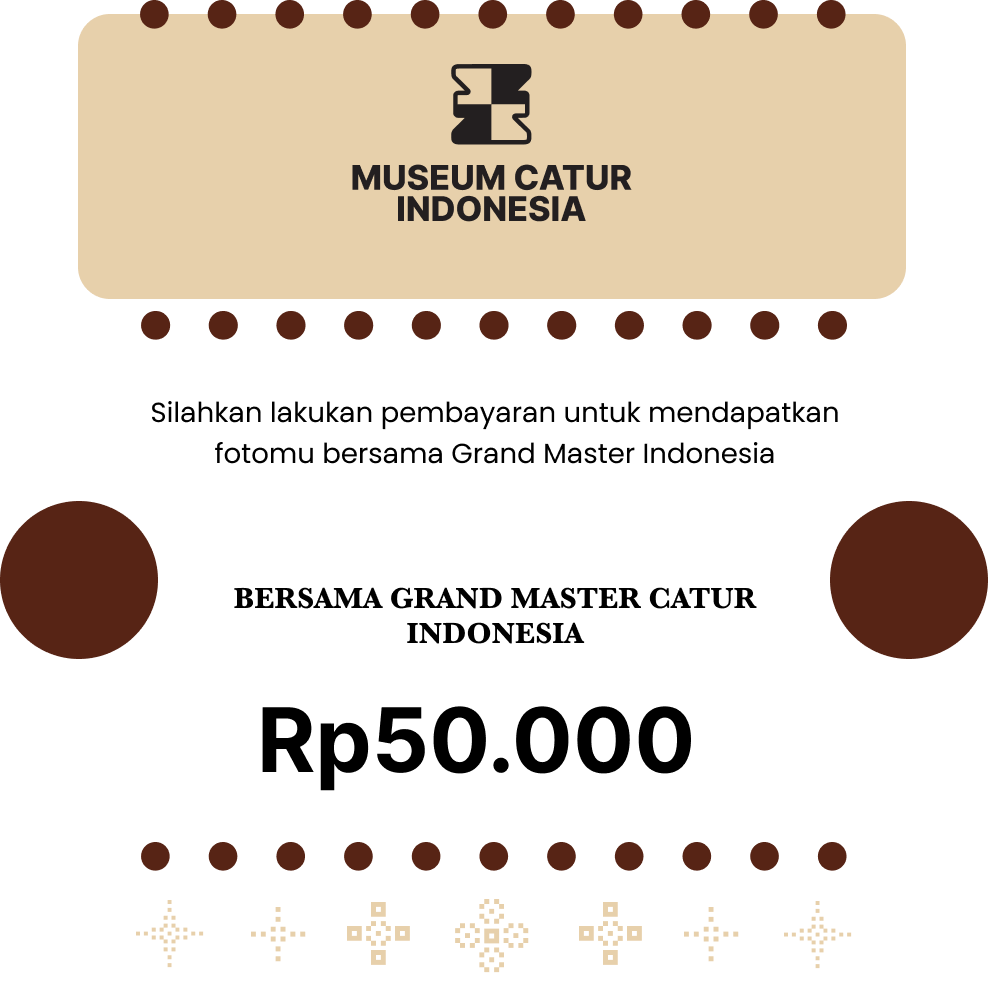 MUSEUM CATUR
INDONESIA
Silahkan lakukan pembayaran untuk mendapatkan
fotomu bersama Grand Master Indonesia
BERSAMA GRAND MASTER CATUR
INDONESIA
Rp50.000